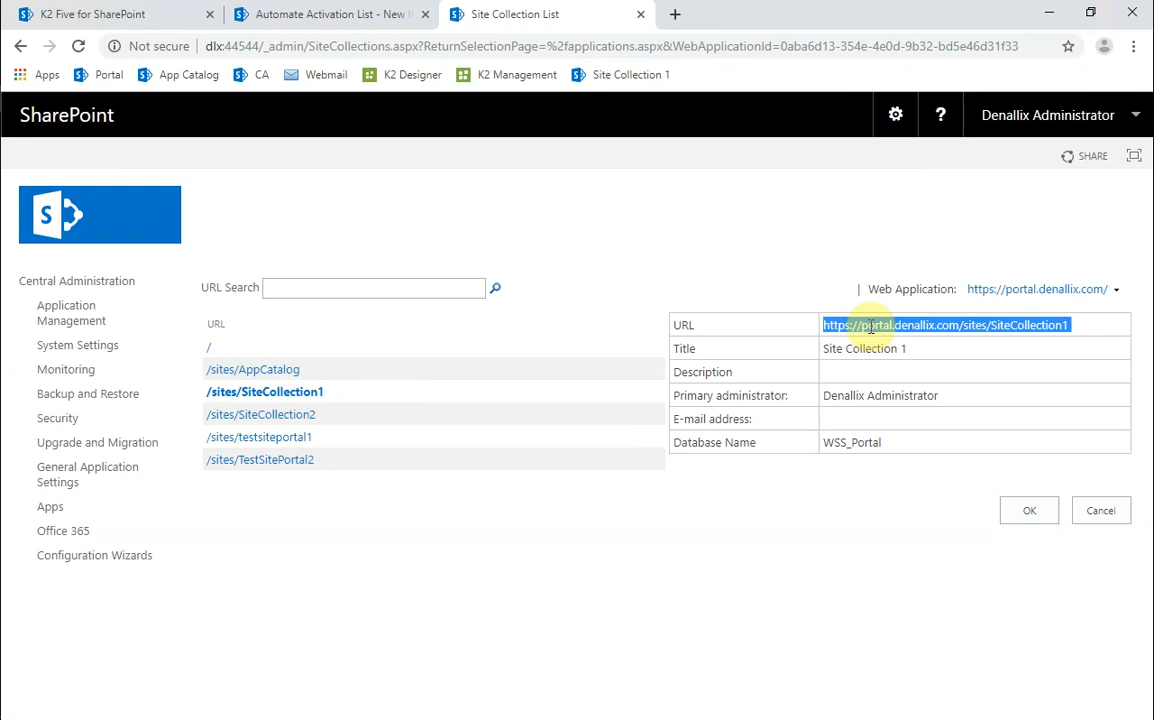 K2 Five for SharePoint
Automate Activation List - New I
Site Collection List
Not secure dlx:44544/_admin/SiteCollections.aspx?ReturnSelectionPage=%2fapplications.aspx&WebApplicationId=0aba6d13-354e-4e0d-9b32-bd5e46d31f33
Apps Portal App Catalog CA Webmail K2 Designer K2 Management Site Collection 1
SharePoint ? Denallix Administrator
SHARE
S
Central Administration
Application Management
System Settings
Monitoring
Backup and Restore
Security
Upgrade and Migration
General Application Settings
Apps
Office 365
Configuration Wizards
URL Search
URL
/
/sites/AppCatalog
/sites/SiteCollection1
/sites/SiteCollection2
/sites/testsiteportal1
/sites/TestSitePortal2
| Web Application: https://portal.denallix.com/
URL https://portal.denallix.com/sites/SiteCollection1
Title Site Collection 1
Description
Primary administrator: Denallix Administrator
E-mail address:
Database Name WSS_Portal
OK Cancel